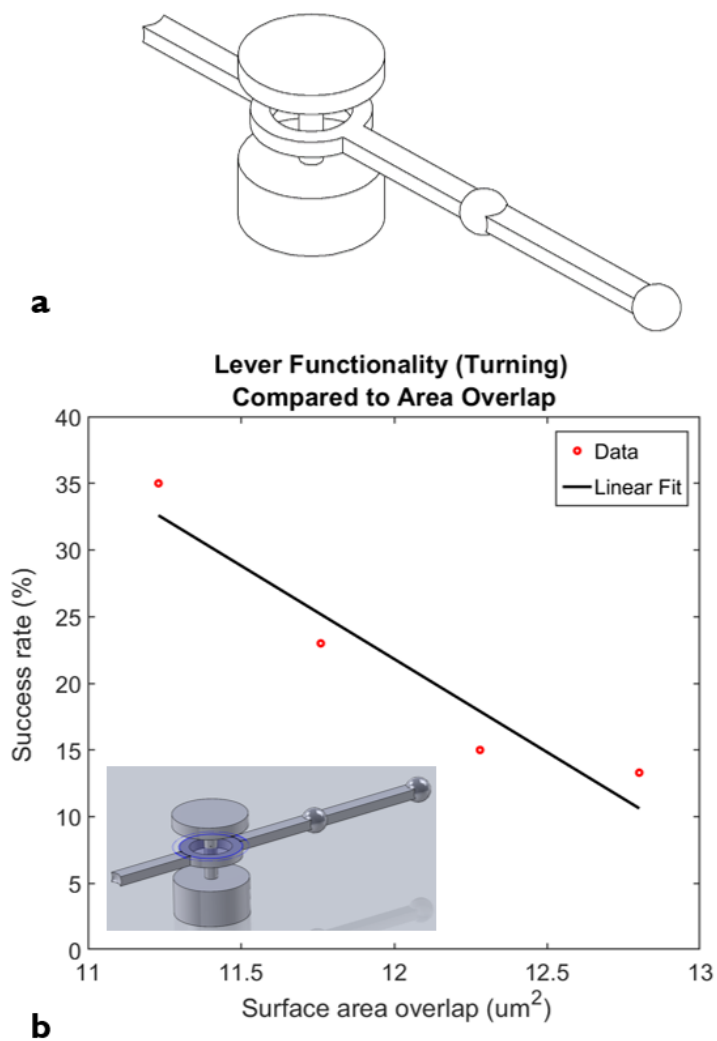 a
Lever Functionality (Turning)
Compared to Area Overlap
40
35
30
25
20
15
10
5
0
Success rate (%)
Data
Linear Fit
11
11.5
12
12.5
13
Surface area overlap (um²)
b